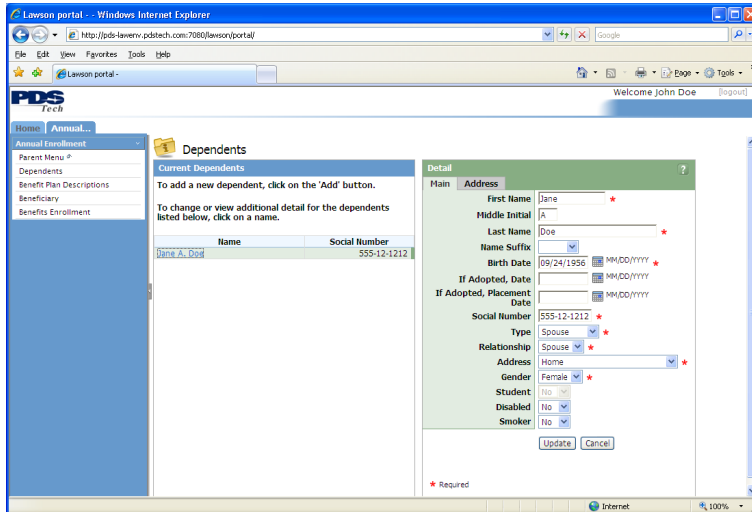 Lawson portal - - Windows Internet Explorer
http://pds-lawenv.pdstech.com:7080/lawson/portal/
Google
File Edit View Favorites Tools Help
Lawson portal -
Page Tools
PDS
Tech
Welcome John Doe [logout]
Home Annual...
Annual Enrollment
Parent Menu
Dependents
Benefit Plan Descriptions
Beneficiary
Benefits Enrollment
Dependents
Current Dependents
To add a new dependent, click on the 'Add' button.
To change or view additional detail for the dependents
listed below, click on a name.
Name Social Number
Jane A. Doe 555-12-1212
Detail ?
Main Address
First Name Jane *
Middle Initial A
Last Name Doe *
Name Suffix
Birth Date 09/24/1956 MM/DD/YYYY *
If Adopted, Date MM/DD/YYYY
If Adopted, Placement
Date MM/DD/YYYY
Social Number 555-12-1212 *
Type Spouse *
Relationship Spouse *
Address Home *
Gender Female *
Student No
Disabled No
Smoker No
Update Cancel
* Required
Internet 100%